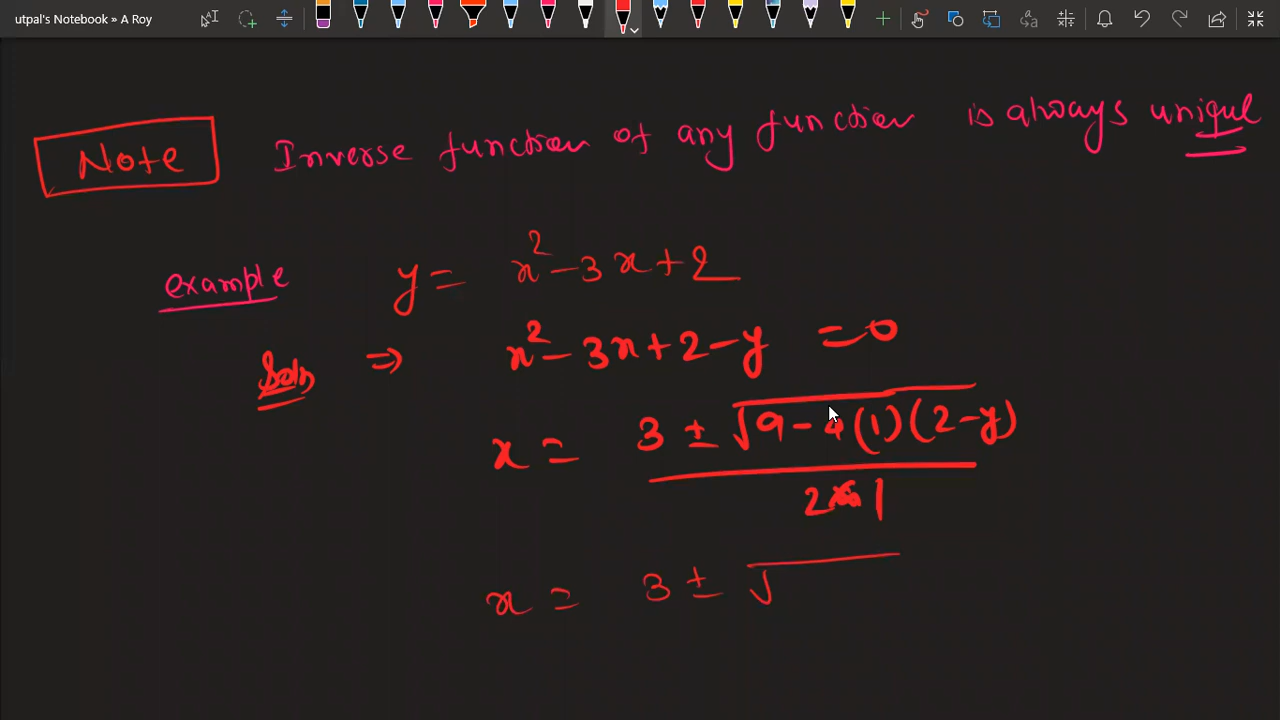 utpal's Notebook » A Roy
Note Inverse function of any function is always unique
example y = x² - 3x + 2
Soln ⇒ x² - 3x + 2 - y = 0
x = 3 ± √9 - 4(1)(2-y)
2 1
x = 3 ± √